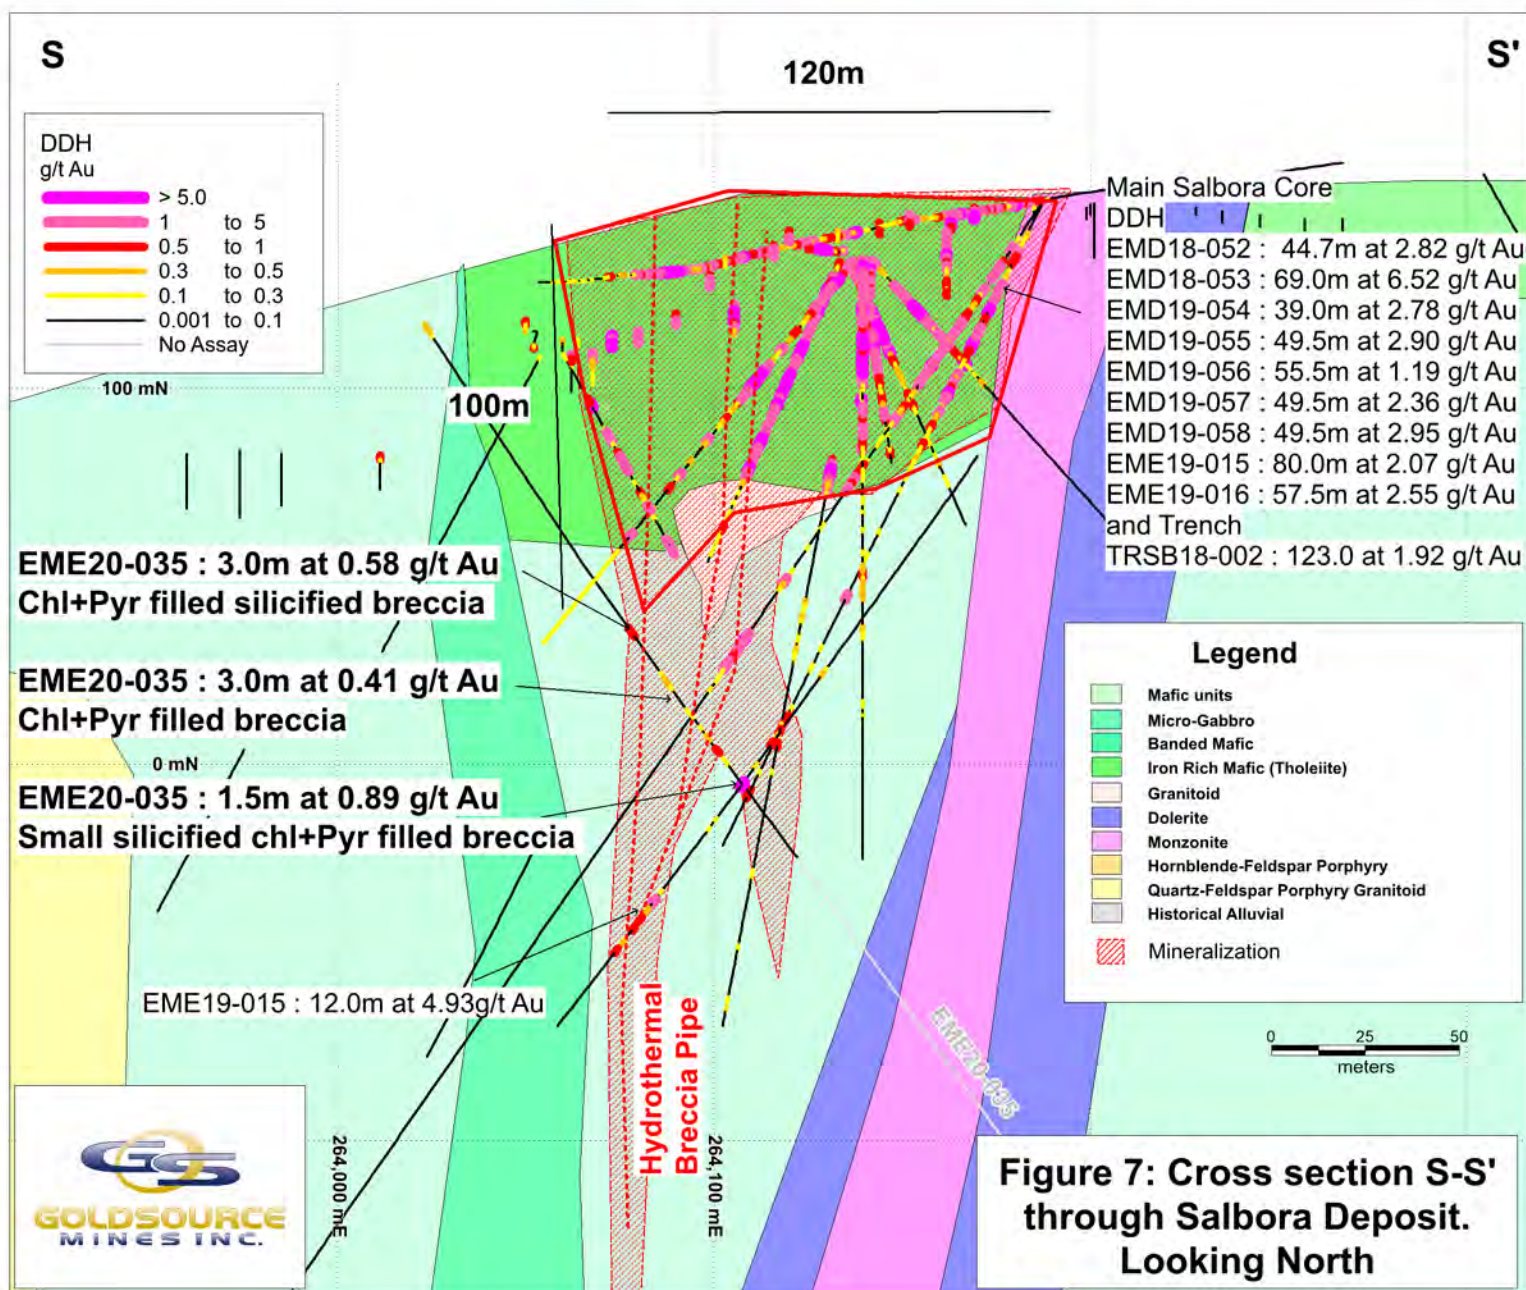 S
S'
120m
DDH
g/t Au
> 5.0
1 to 5
0.5 to 1
0.3 to 0.5
0.1 to 0.3
0.001 to 0.1
No Assay
Main Salbora Core
DDH
EMD18-052 : 44.7m at 2.82 g/t Au
EMD18-053 : 69.0m at 6.52 g/t Au
EMD19-054 : 39.0m at 2.78 g/t Au
EMD19-055 : 49.5m at 2.90 g/t Au
EMD19-056 : 55.5m at 1.19 g/t Au
EMD19-057 : 49.5m at 2.36 g/t Au
EMD19-058 : 49.5m at 2.95 g/t Au
EME19-015 : 80.0m at 2.07 g/t Au
EME19-016 : 57.5m at 2.55 g/t Au
and Trench
TRSB18-002 : 123.0 at 1.92 g/t Au
100 mN
100m
EME20-035 : 3.0m at 0.58 g/t Au
Chl+Pyr filled silicified breccia
EME20-035 : 3.0m at 0.41 g/t Au
Chl+Pyr filled breccia
0 mN
EME20-035 : 1.5m at 0.89 g/t Au
Small silicified chl+Pyr filled breccia
EME19-015 : 12.0m at 4.93g/t Au
Hydrothermal
Breccia Pipe
EME20-035
264,000 mE
264,100 mE
Legend
Mafic units
Micro-Gabbro
Banded Mafic
Iron Rich Mafic (Tholeiite)
Granitoid
Dolerite
Monzonite
Hornblende-Feldspar Porphyry
Quartz-Feldspar Porphyry Granitoid
Historical Alluvial
Mineralization
0 25 50
meters
GS
GOLDSOURCE
MINES INC.
Figure 7: Cross section S-S'
through Salbora Deposit.
Looking North